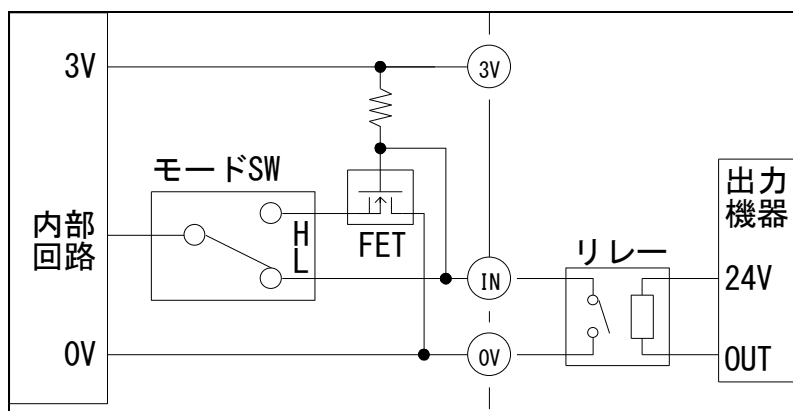 3V
3V
モードSW
内部
回路
H
L
FET
IN
リレー
出力
機器
24V
0V
0V
OUT